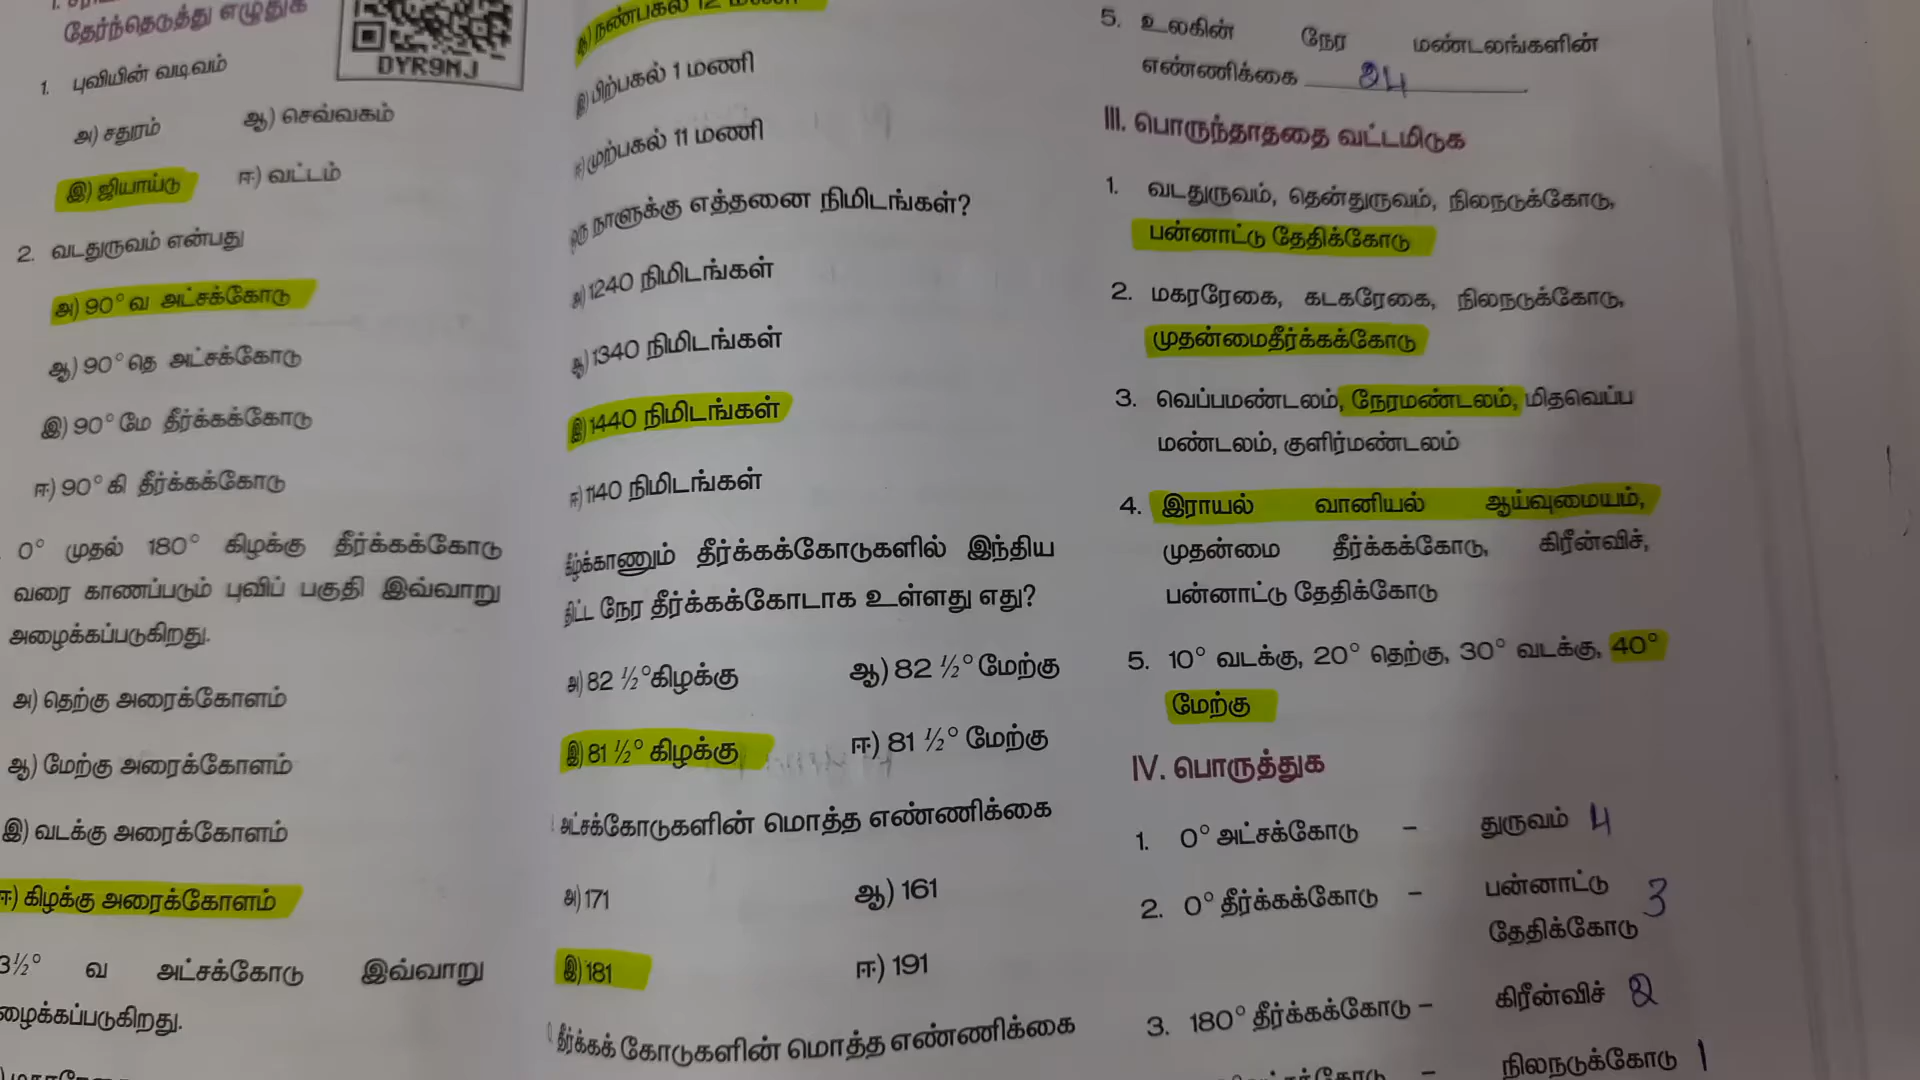 தேர்ந்தெடுத்து எழுதுக
DYR9MJ
1. புவியின் வடிவம்
அ) சதுரம் ஆ) செவ்வகம்
இ) ஜியாய்டு ஈ) வட்டம்
2. வடதுருவம் என்பது
அ) 90° வ அட்சக்கோடு
ஆ) 90° தெ அட்சக்கோடு
இ) 90° மே தீர்க்கக்கோடு
ஈ) 90° கி தீர்க்கக்கோடு
0° முதல் 180° கிழக்கு தீர்க்கக்கோடு
வரை காணப்படும் புவிப் பகுதி இவ்வாறு
அழைக்கப்படுகிறது.
அ) தெற்கு அரைக்கோளம்
ஆ) மேற்கு அரைக்கோளம்
இ) வடக்கு அரைக்கோளம்
ஈ) கிழக்கு அரைக்கோளம்
3½° வ அட்சக்கோடு இவ்வாறு
ழைக்கப்படுகிறது.
ஆ) நண்பகல் 12 மணி
இ) பிற்பகல் 1 மணி
ஈ) முற்பகல் 11 மணி
ஒரு நாளுக்கு எத்தனை நிமிடங்கள்?
அ) 1240 நிமிடங்கள்
ஆ) 1340 நிமிடங்கள்
இ) 1440 நிமிடங்கள்
ஈ) 1140 நிமிடங்கள்
கீழ்க்காணும் தீர்க்கக்கோடுகளில் இந்திய
திட்ட நேர தீர்க்கக்கோடாக உள்ளது எது?
அ) 82 ½° கிழக்கு ஆ) 82 ½° மேற்கு
இ) 81 ½° கிழக்கு ஈ) 81 ½° மேற்கு
அட்சக்கோடுகளின் மொத்த எண்ணிக்கை
அ) 171 ஆ) 161
இ) 181 ஈ) 191
தீர்க்கக் கோடுகளின் மொத்த எண்ணிக்கை
5. உலகின் நேர மண்டலங்களின்
எண்ணிக்கை 24
III. பொருந்தாததை வட்டமிடுக
1. வடதுருவம், தென்துருவம், நிலநடுக்கோடு,
பன்னாட்டு தேதிக்கோடு
2. மகரரேகை, கடகரேகை, நிலநடுக்கோடு,
முதன்மைதீர்க்கக்கோடு
3. வெப்பமண்டலம், நேரமண்டலம், மிதவெப்ப
மண்டலம், குளிர்மண்டலம்
4. இராயல் வானியல் ஆய்வுமையம்,
முதன்மை தீர்க்கக்கோடு, கிரீன்விச்,
பன்னாட்டு தேதிக்கோடு
5. 10° வடக்கு, 20° தெற்கு, 30° வடக்கு, 40°
மேற்கு
IV. பொருத்துக
1. 0° அட்சக்கோடு – துருவம் 4
2. 0° தீர்க்கக்கோடு – பன்னாட்டு
தேதிக்கோடு 3
3. 180° தீர்க்கக்கோடு – கிரீன்விச் 2
– நிலநடுக்கோடு 1